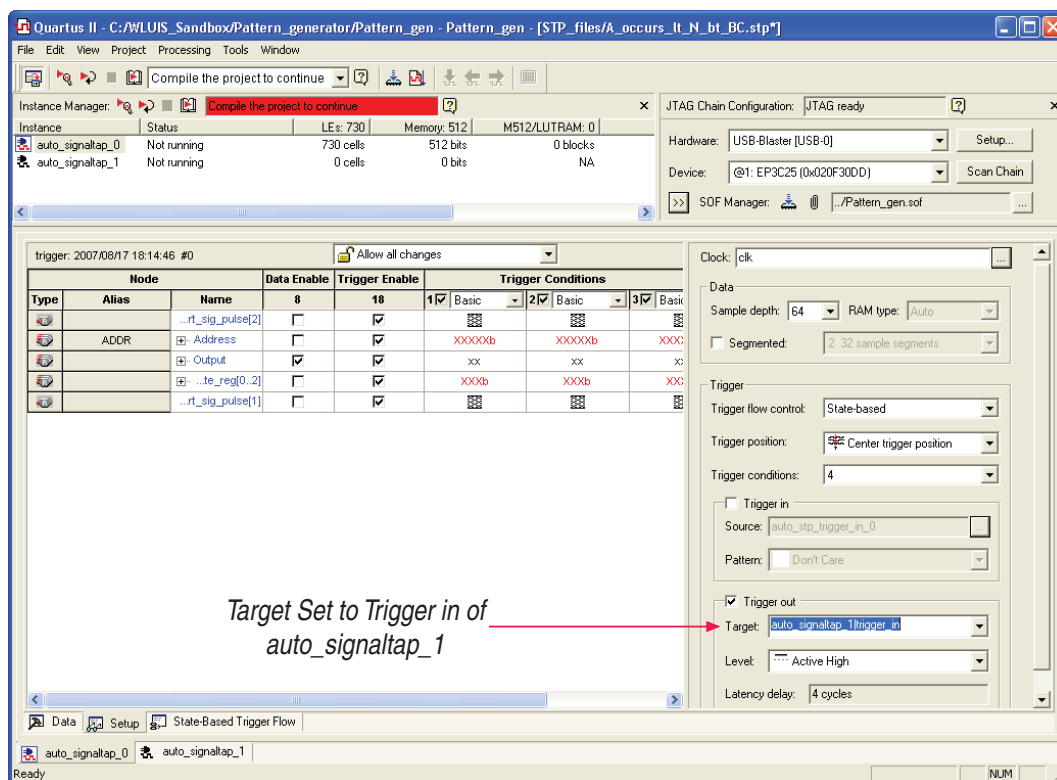 Quartus II - C:/WLUIS_Sandbox/Pattern_generator/Pattern_gen - Pattern_gen - [STP_files/A_occurs_lt_N_bt_BC.stp*]
File Edit View Project Processing Tools Window
Compile the project to continue
Instance Manager: Compile the project to continue
JTAG Chain Configuration: JTAG ready
Instance Status LEs: 730 Memory: 512 M512/LUTRAM: 0
auto_signaltap_0 Not running 730 cells 512 bits 0 blocks
auto_signaltap_1 Not running 0 cells 0 bits NA
Hardware: USB-Blaster [USB-0] Setup...
Device: @1: EP3C25 (0x020F30DD) Scan Chain
>> SOF Manager: ../Pattern_gen.sof ...
trigger: 2007/08/17 18:14:46 #0 Allow all changes
Node Data Enable Trigger Enable Trigger Conditions
Type Alias Name 8 18 1 Basic 2 Basic 3 Basic
...rt_sig_pulse[2]
ADDR Address XXXXXb XXXXXb XXX
Output XX XX X
...te_reg[0..2] XXXb XXXb XX
...rt_sig_pulse[1]
Clock: clk ...
Data
Sample depth: 64 RAM type: Auto
Segmented: 2 32 sample segments
Trigger
Trigger flow control: State-based
Trigger position: Center trigger position
Trigger conditions: 4
Trigger in
Source: auto_stp_trigger_in_0 ...
Pattern: Don't Care
Trigger out
Target: auto_signaltap_1|trigger_in
Level: Active High
Latency delay: 4 cycles
Target Set to Trigger in of
auto_signaltap_1
Data Setup State-Based Trigger Flow
auto_signaltap_0 auto_signaltap_1
Ready NUM